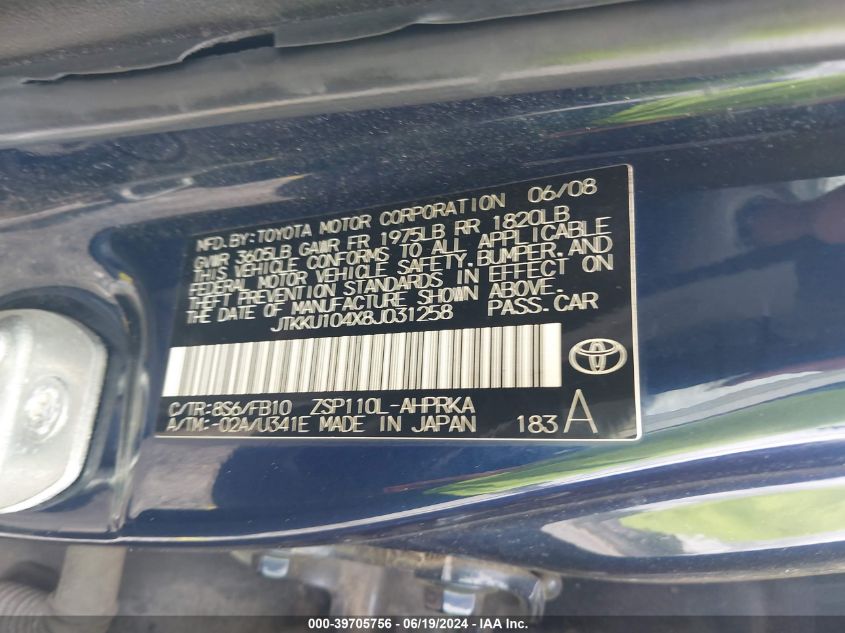 MFD.BY:TOYOTA MOTOR CORPORATION 06/08
GVWR 3605LB GAWR FR 1975LB RR 1820LB
THIS VEHICLE CONFORMS TO ALL APPLICABLE
FEDERAL MOTOR VEHICLE SAFETY,BUMPER,AND
THEFT PREVENTION STANDARDS IN EFFECT ON
THE DATE OF MANUFACTURE SHOWN ABOVE.
JTKKU104X8J031258 PASS.CAR
C/TR:8S6/FB10 ZSP110L-AHPRKA
A/TM:-02A/U341E MADE IN JAPAN 183A
000-39705756 - 06/19/2024 - IAA Inc.